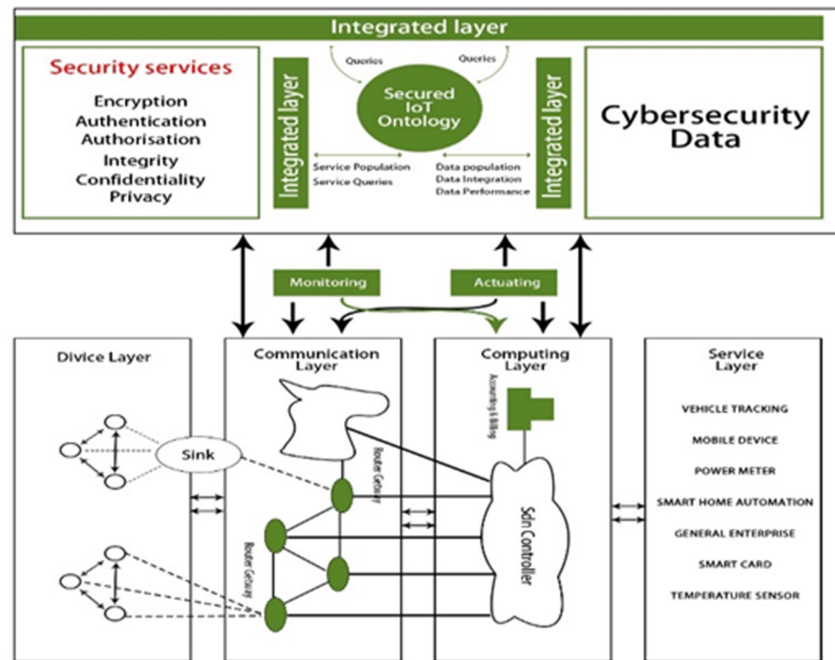 Integrated layer
Security services
Encryption
Authentication
Authorisation
Integrity
Confidentiality
Privacy
Integrated layer
Queries
Queries
Secured
IoT
Ontology
Service Population
Service Queries
Data population
Data Integration
Data Performance
Integrated layer
Cybersecurity
Data
Monitoring
Actuating
Divice Layer
Sink
Communication
Layer
Router Getway
Router Getway
Computing
Layer
Accounting & Billing
Sdn Controller
Service
Layer
VEHICLE TRACKING
MOBILE DEVICE
POWER METER
SMART HOME AUTOMATION
GENERAL ENTERPRISE
SMART CARD
TEMPERATURE SENSOR